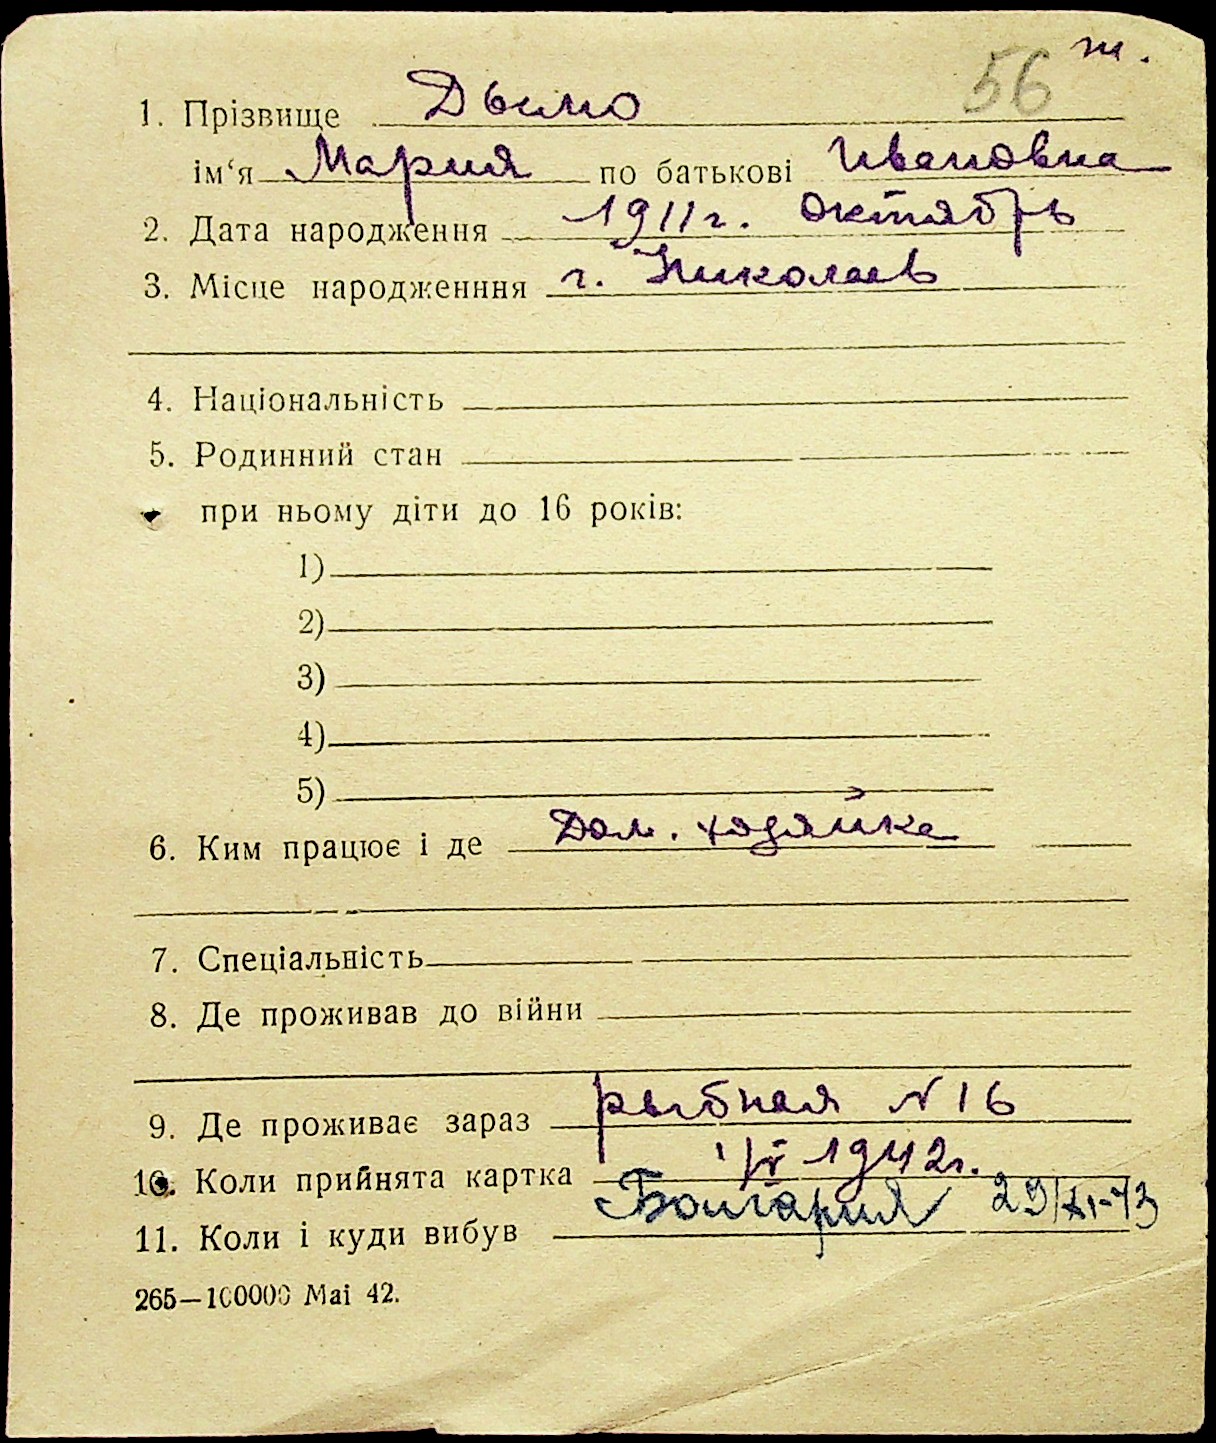 56 ж.
1. Прізвище Дымо
ім‘я Мария по батькові Ивановна
2. Дата народження 1911 г. октябрь
3. Місце народженння г. Николаев
4. Національність
5. Родинний стан
при ньому діти до 16 років:
1)
2)
3)
4)
5)
6. Ким працює і де Дом. хозяйка
7. Спеціальність
8. Де проживав до війни
9. Де проживає зараз рыбная N 16
10. Коли прийнята картка 1/V 1942 г.
11. Коли і куди вибув Болгария 29/XI-43
265—100000 Mai 42.